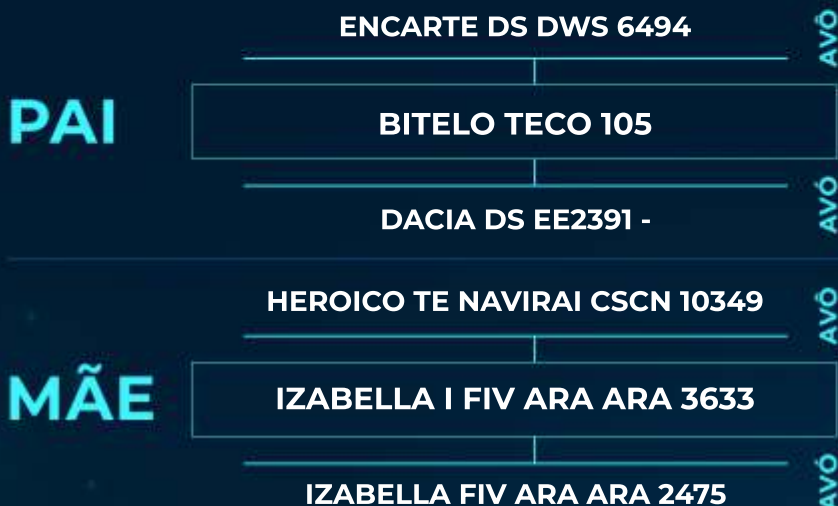 ENCARTE DS DWS 6494
AVÔ
PAI
BITELO TECO 105
DACIA DS EE2391 -
AVÓ
HEROICO TE NAVIRAI CSCN 10349
AVÔ
MÃE
IZABELLA I FIV ARA ARA 3633
IZABELLA FIV ARA ARA 2475
AVÓ